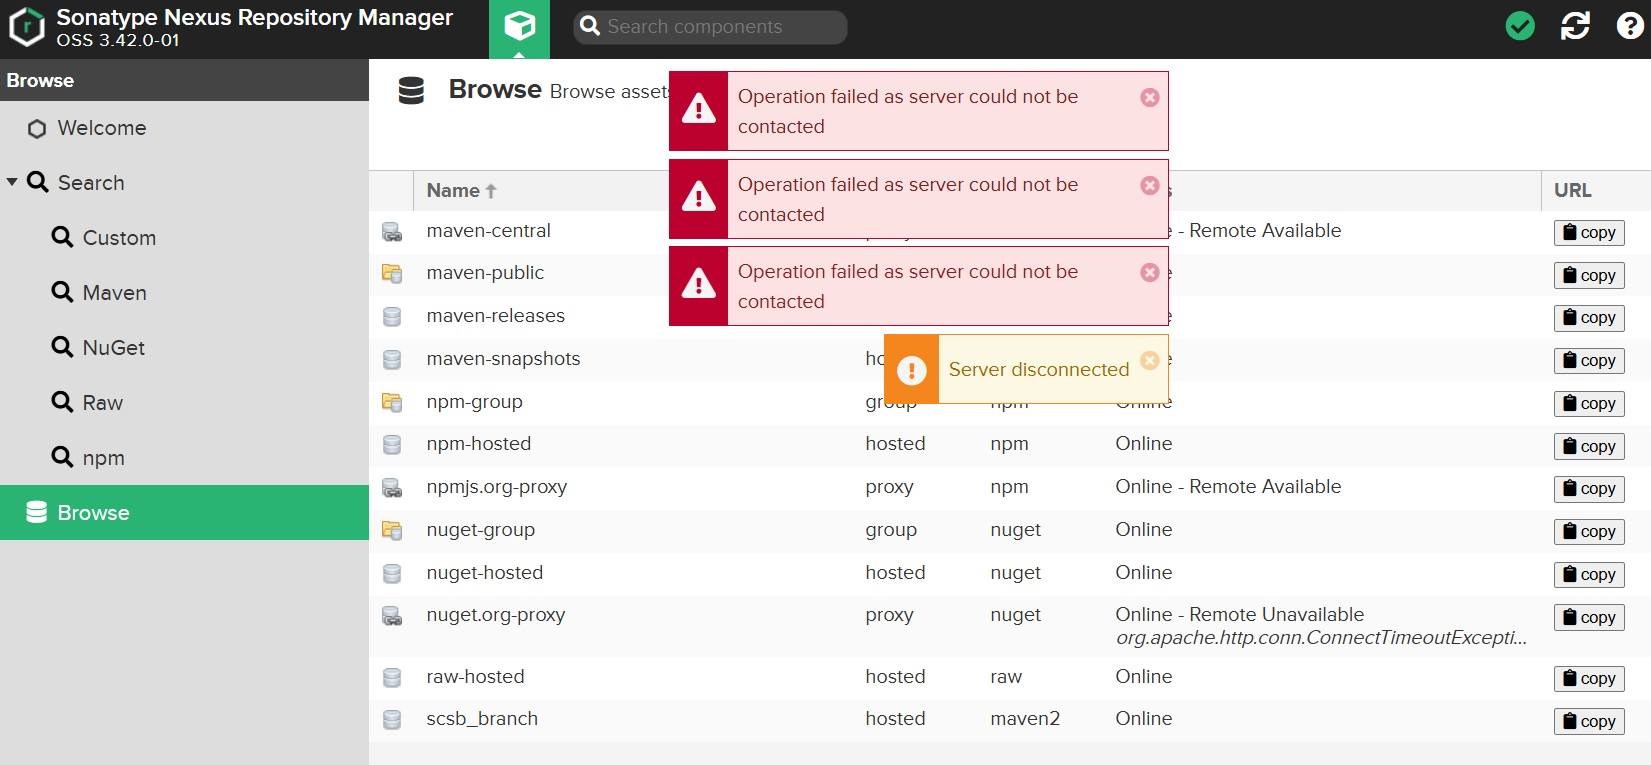 Sonatype Nexus Repository Manager
OSS 3.42.0-01
Search components
Browse
Welcome
Search
Custom
Maven
NuGet
Raw
npm
Browse
Browse Browse assets
Operation failed as server could not be
contacted
Operation failed as server could not be
contacted
Operation failed as server could not be
contacted
Server disconnected
Name URL
maven-central - Remote Available copy
maven-public copy
maven-releases copy
maven-snapshots copy
npm-group group npm Online copy
npm-hosted hosted npm Online copy
npmjs.org-proxy proxy npm Online - Remote Available copy
nuget-group group nuget Online copy
nuget-hosted hosted nuget Online copy
nuget.org-proxy proxy nuget Online - Remote Unavailable copy
org.apache.http.conn.ConnectTimeoutExcepti...
raw-hosted hosted raw Online copy
scsb_branch hosted maven2 Online copy